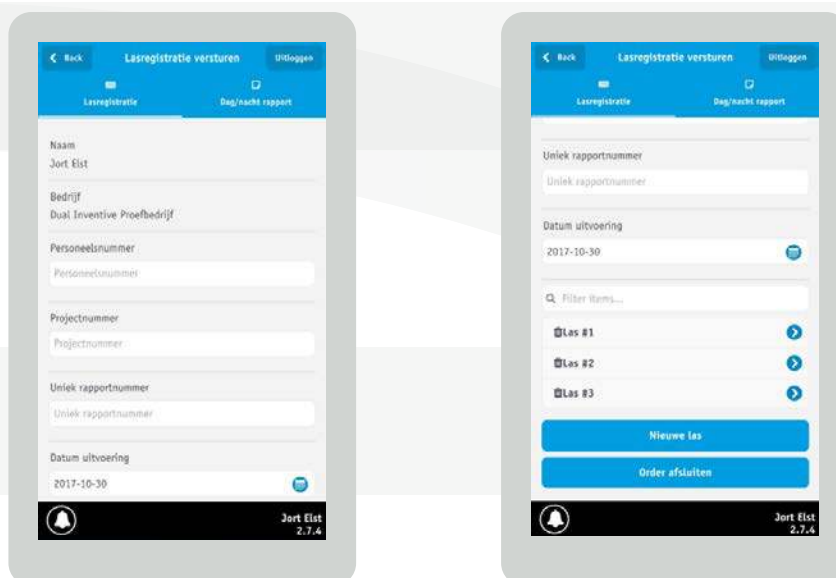 Back Lasregistratie versturen Uitloggen
Lasregistratie Dag/nacht rapport
Naam
Jort Elst
Bedrijf
Dual Inventive Proefbedrijf
Personeelsnummer
Personeelsnummer
Projectnummer
Projectnummer
Uniek rapportnummer
Uniek rapportnummer
Datum uitvoering
2017-10-30
Jort Elst
2.7.4
Back Lasregistratie versturen Uitloggen
Lasregistratie Dag/nacht rapport
Uniek rapportnummer
Uniek rapportnummer
Datum uitvoering
2017-10-30
Filter items...
Las #1
Las #2
Las #3
Nieuwe las
Order afsluiten
Jort Elst
2.7.4